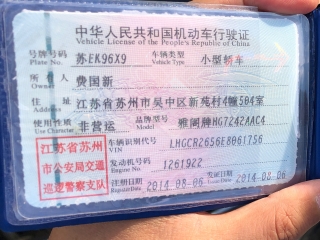 中华人民共和国机动车行驶证
Vehicle License of the People's Republic of China
号牌号码 Plate No. 苏EK96X9 车辆类型 Vehicle Type 小型轿车
所有人 Owner 费国新
住址 Address 江苏省苏州市吴中区新苑村4幢504室
使用性质 Use Character 非营运 品牌型号 Model 雅阁牌HG7242AAC4
江苏省苏州 车辆识别代号 VIN LHGCR2656E8061756
市公安局交通 发动机号码 Engine No. 1261922
巡逻警察支队 注册日期 Register Date 2014-08-06 发证日期 Issue Date 2014-08-06